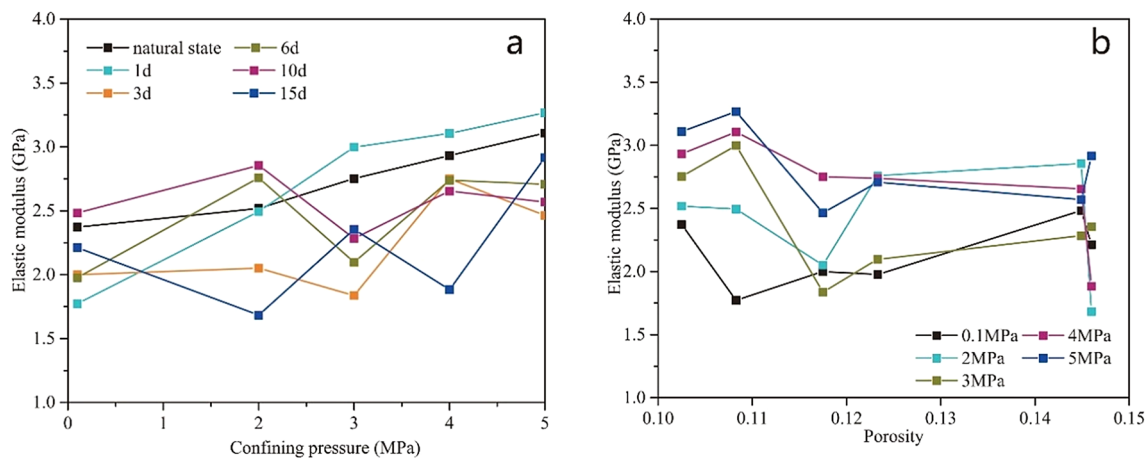 a
natural state
6d
1d
10d
3d
15d
4.0
3.5
3.0
2.5
2.0
1.5
1.0
Elastic modulus (GPa)
0 1 2 3 4 5
Confining pressure (MPa)
b
4.0
3.5
3.0
2.5
2.0
1.5
1.0
Elastic modulus (GPa)
0.1MPa
4MPa
2MPa
5MPa
3MPa
0.10 0.11 0.12 0.13 0.14 0.15
Porosity